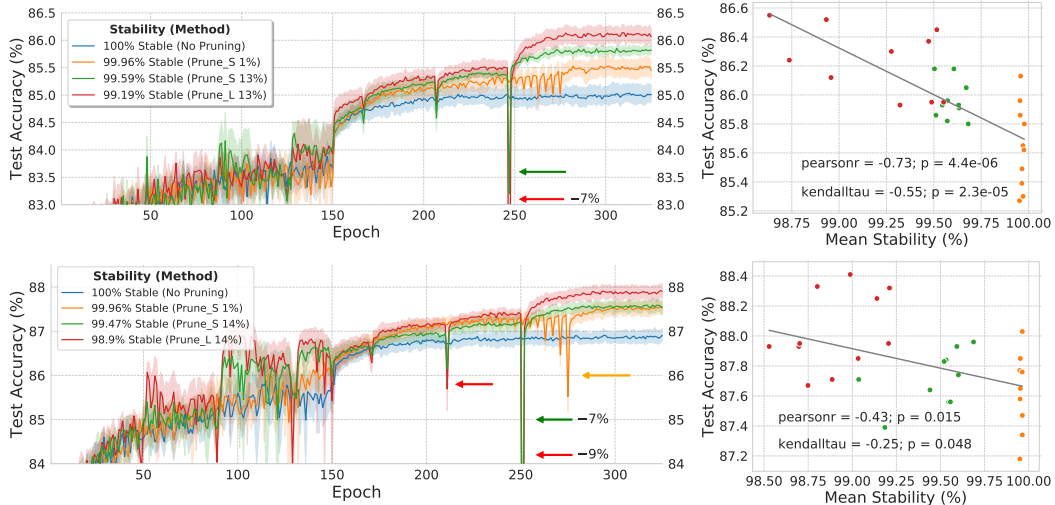 86.5
86.0
85.5
85.0
84.5
84.0
83.5
83.0
Test Accuracy (%)
Stability (Method)
100% Stable (No Pruning)
99.96% Stable (Prune_S 1%)
99.59% Stable (Prune_S 13%)
99.19% Stable (Prune_L 13%)
−7%
86.5
86.0
85.5
85.0
84.5
84.0
83.5
83.0
50 100 150 200 250 300
Epoch
86.6
86.4
86.2
86.0
85.8
85.6
85.4
85.2
Test Accuracy (%)
pearsonr = -0.73; p = 4.4e-06
kendalltau = -0.55; p = 2.3e-05
98.75 99.00 99.25 99.50 99.75 100.00
Mean Stability (%)
88
87
86
85
84
Test Accuracy (%)
Stability (Method)
100% Stable (No Pruning)
99.96% Stable (Prune_S 1%)
99.47% Stable (Prune_S 14%)
98.9% Stable (Prune_L 14%)
−7%
−9%
88
87
86
85
84
50 100 150 200 250 300
Epoch
88.4
88.2
88.0
87.8
87.6
87.4
87.2
Test Accuracy (%)
pearsonr = -0.43; p = 0.015
kendalltau = -0.25; p = 0.048
98.50 98.75 99.00 99.25 99.50 99.75 100.00
Mean Stability (%)